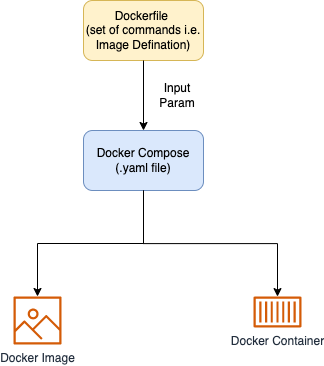 Dockerfile
(set of commands i.e.
Image Defination)
Input
Param
Docker Compose
(.yaml file)
Docker Image
Docker Container